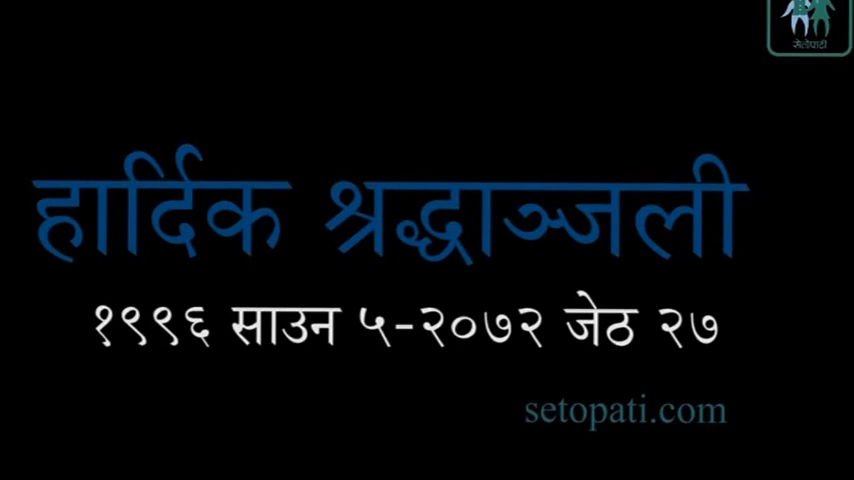 सेतोपाटी
हार्दिक श्रद्धाञ्जली
१९९६ साउन ५-२०७२ जेठ २७
setopati.com